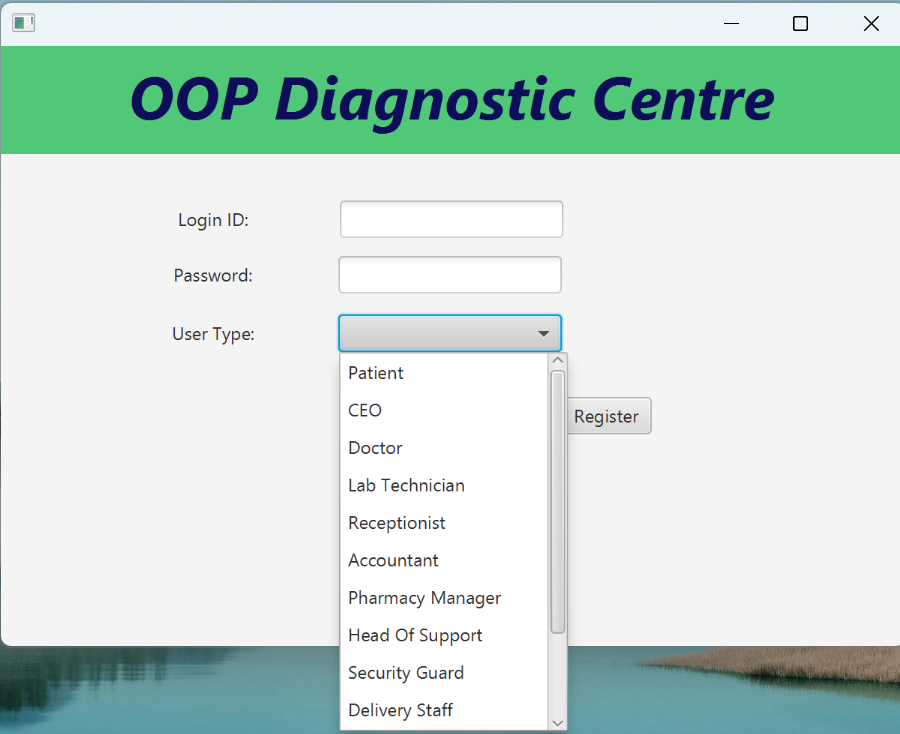 OOP Diagnostic Centre
Login ID:
Password:
User Type:
Patient
CEO
Register
Doctor
Lab Technician
Receptionist
Accountant
Pharmacy Manager
Head Of Support
Security Guard
Delivery Staff